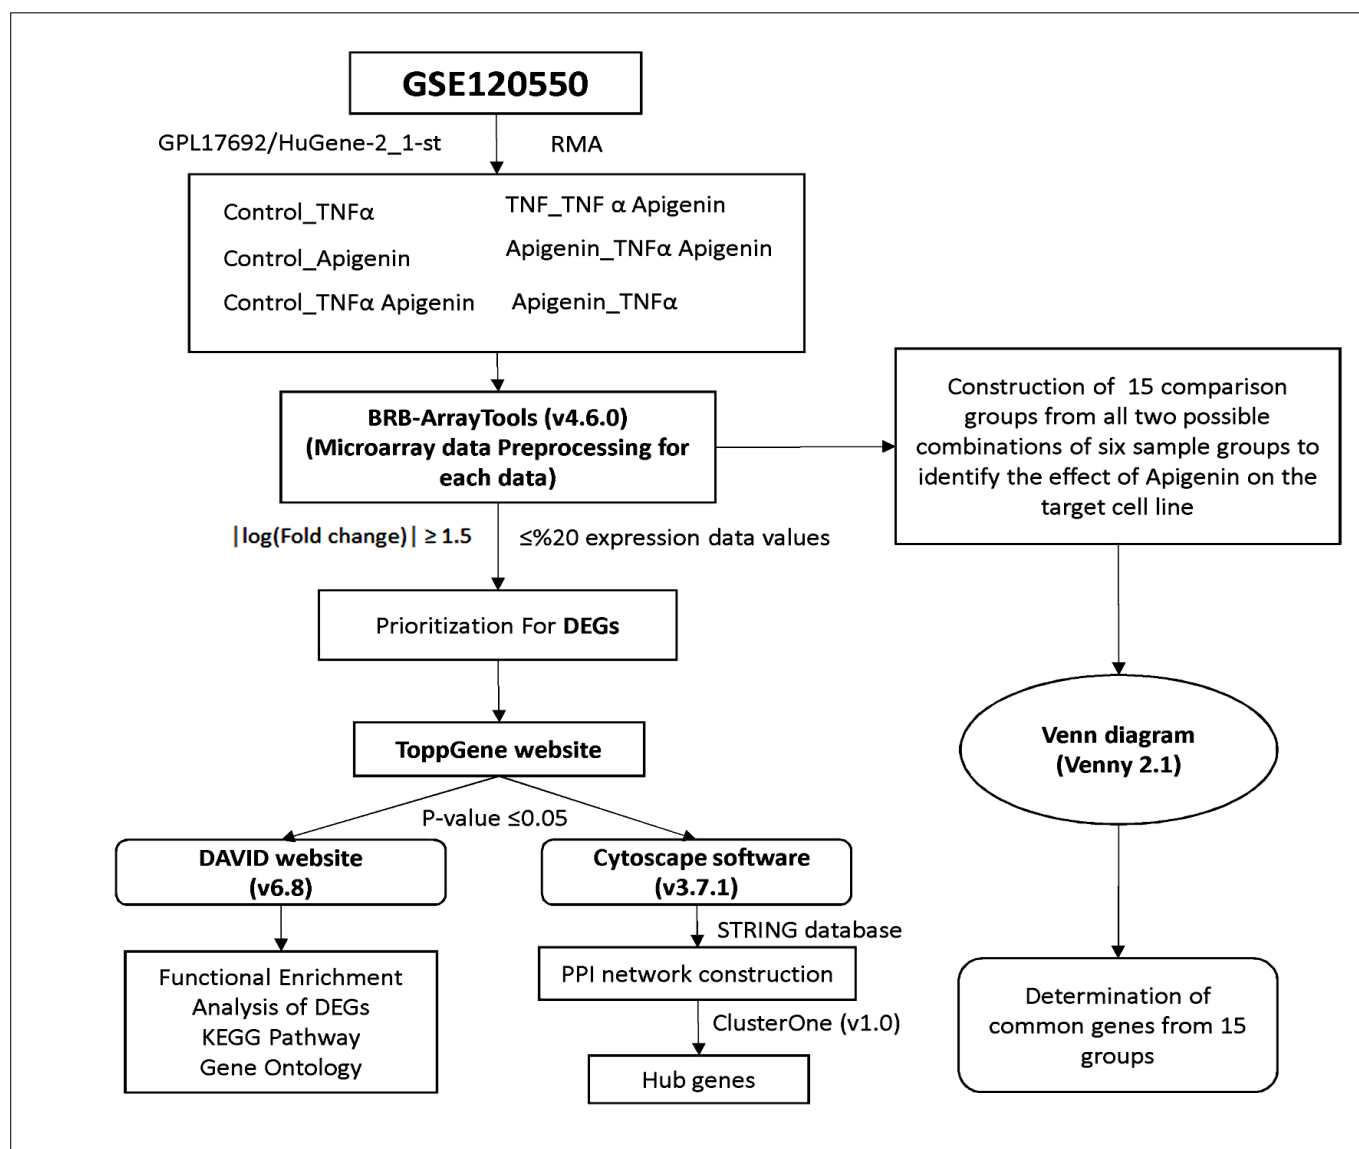 GSE120550
GPL17692/HuGene-2_1-st
RMA
Control_TNFα
TNF_TNF α Apigenin
Control_Apigenin
Apigenin_TNFα Apigenin
Control_TNFα Apigenin
Apigenin_TNFα
BRB-ArrayTools (v4.6.0)
(Microarray data Preprocessing for
each data)
Construction of 15 comparison
groups from all two possible
combinations of six sample groups to
identify the effect of Apigenin on the
target cell line
|log(Fold change)| ≥ 1.5
≤%20 expression data values
Prioritization For DEGs
ToppGene website
Venn diagram
(Venny 2.1)
P-value ≤0.05
DAVID website
(v6.8)
Cytoscape software
(v3.7.1)
STRING database
Functional Enrichment
Analysis of DEGs
KEGG Pathway
Gene Ontology
PPI network construction
ClusterOne (v1.0)
Hub genes
Determination of
common genes from 15
groups